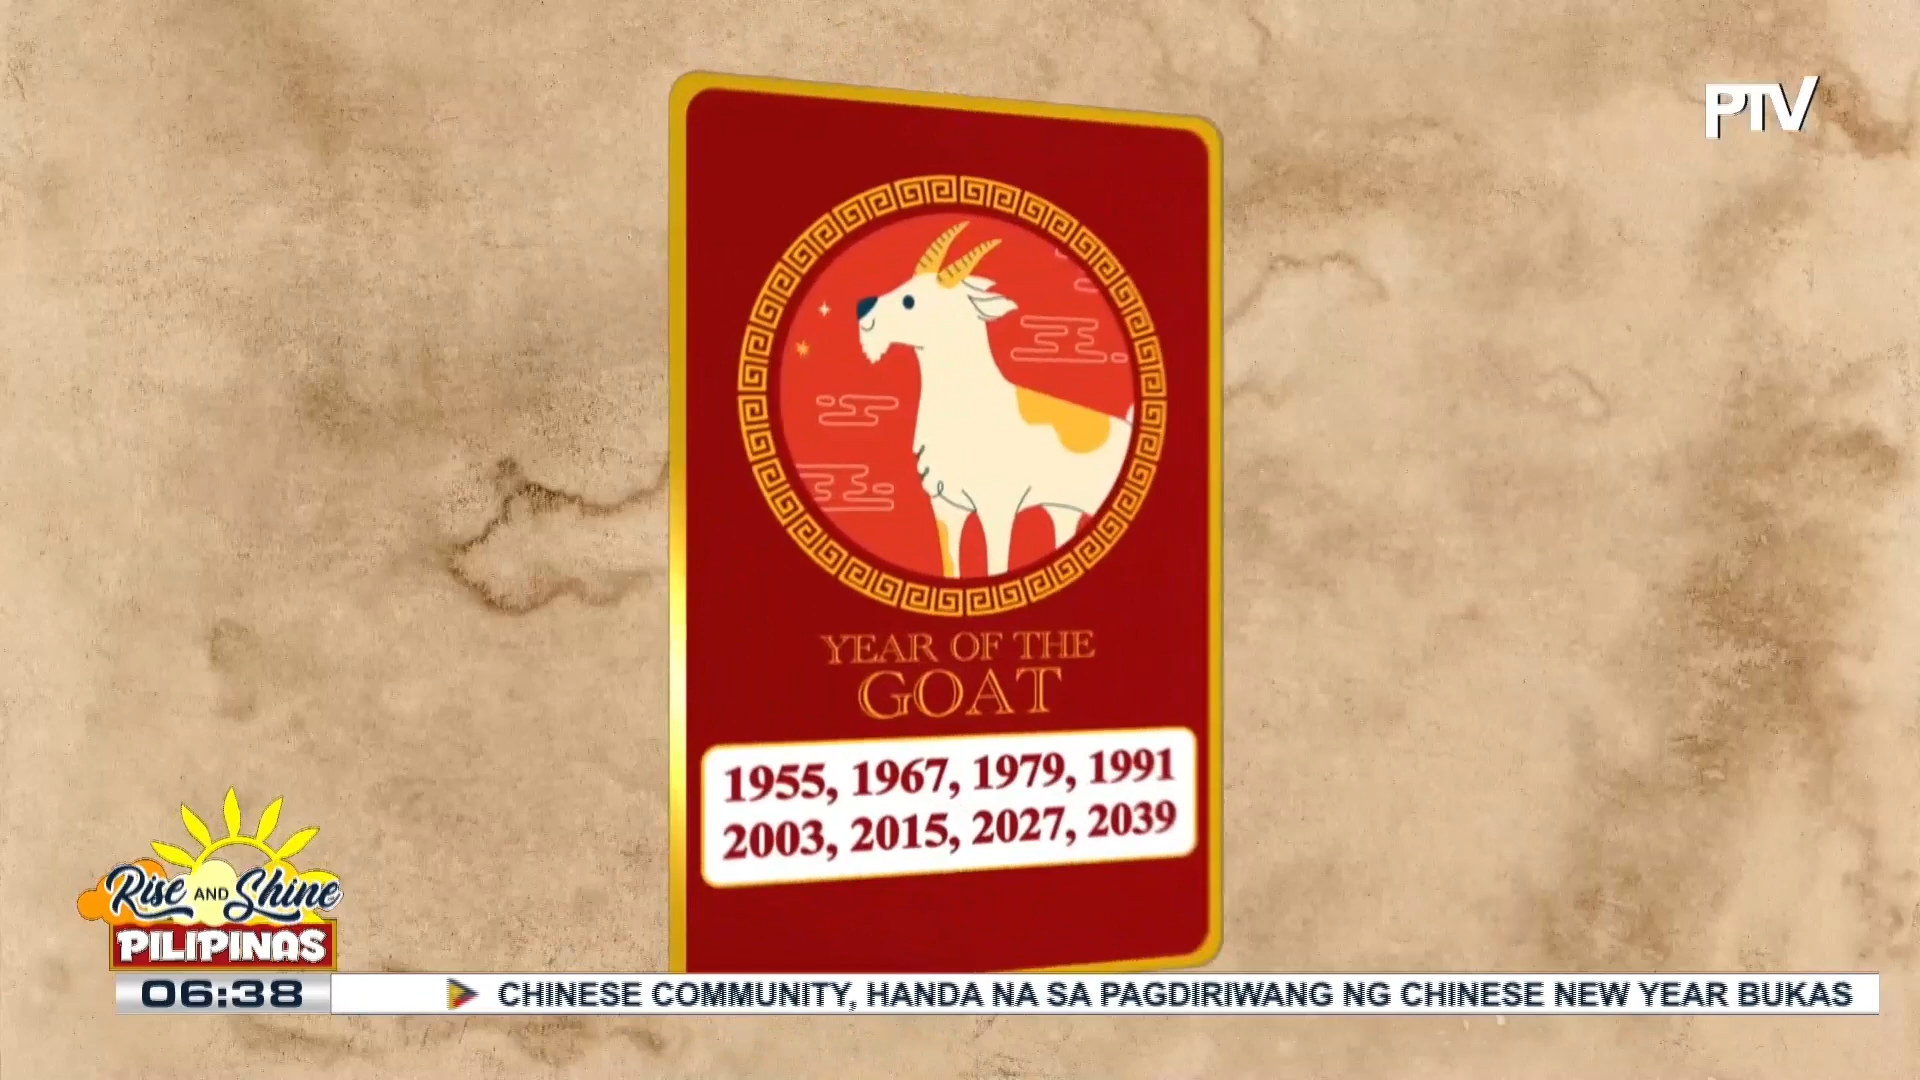 PTV
YEAR OF THE
GOAT
1955, 1967, 1979, 1991
2003, 2015, 2027, 2039
Rise AND Shine
PILIPINAS
06:38
CHINESE COMMUNITY, HANDA NA SA PAGDIRIWANG NG CHINESE NEW YEAR BUKAS